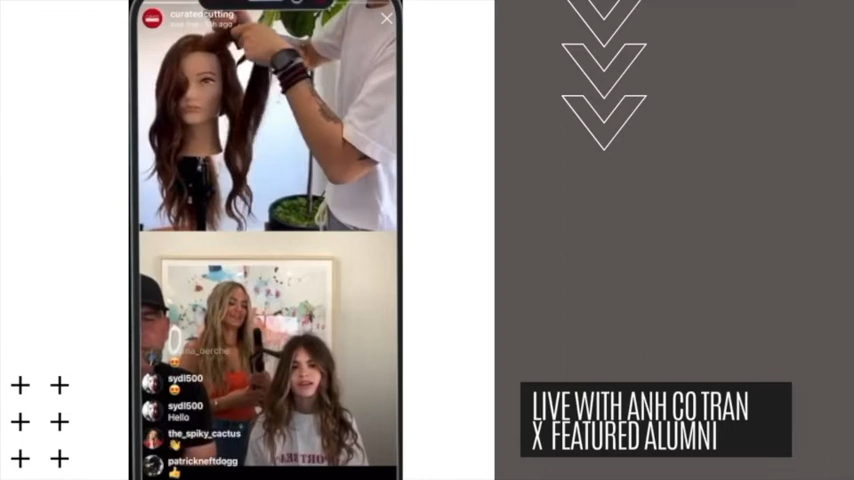 curatedcutting
sydl500
sydl500
Hello
the_spiky_cactus
patrickneftdogg
LIVE WITH ANH CO TRAN
X FEATURED ALUMNI